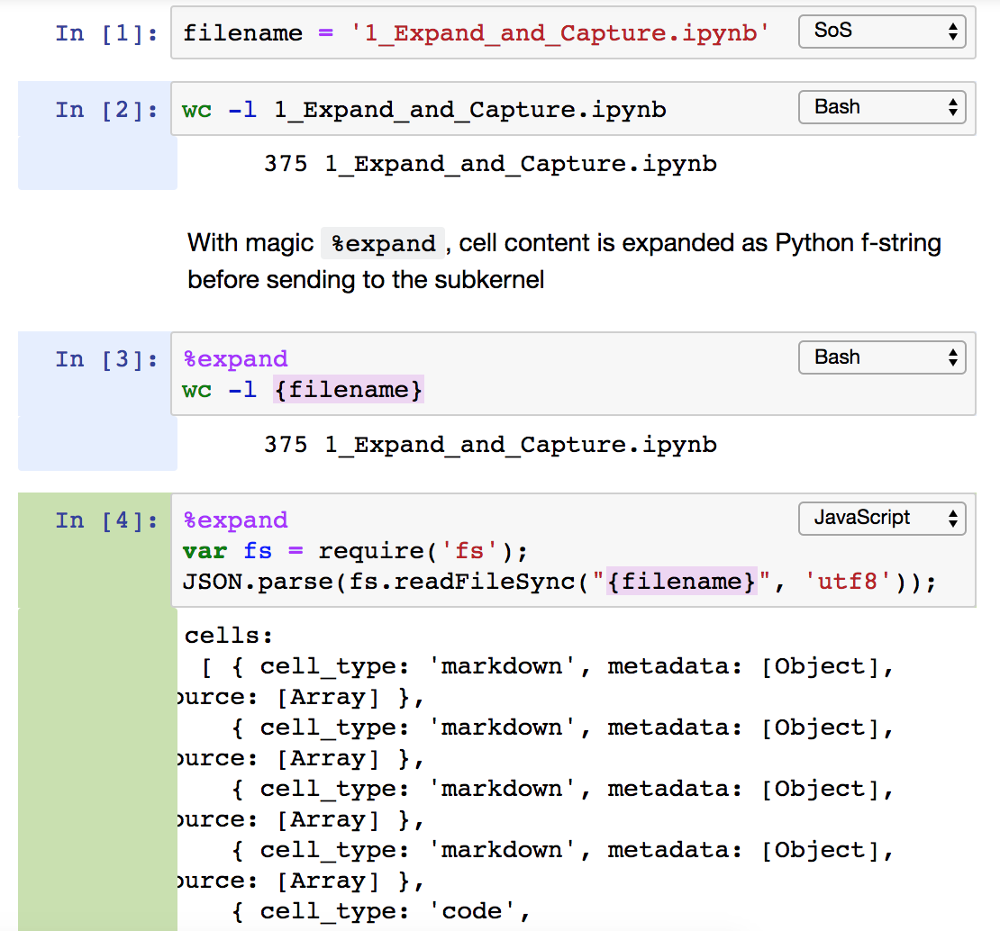 In [1]: filename = '1_Expand_and_Capture.ipynb' SoS
In [2]: wc -l 1_Expand_and_Capture.ipynb Bash
375 1_Expand_and_Capture.ipynb
With magic %expand, cell content is expanded as Python f-string
before sending to the subkernel
In [3]: %expand Bash
wc -l {filename}
375 1_Expand_and_Capture.ipynb
In [4]: %expand JavaScript
var fs = require('fs');
JSON.parse(fs.readFileSync("{filename}", 'utf8'));
cells:
[ { cell_type: 'markdown', metadata: [Object],
ource: [Array] },
{ cell_type: 'markdown', metadata: [Object],
ource: [Array] },
{ cell_type: 'markdown', metadata: [Object],
ource: [Array] },
{ cell_type: 'markdown', metadata: [Object],
ource: [Array] },
{ cell_type: 'code',